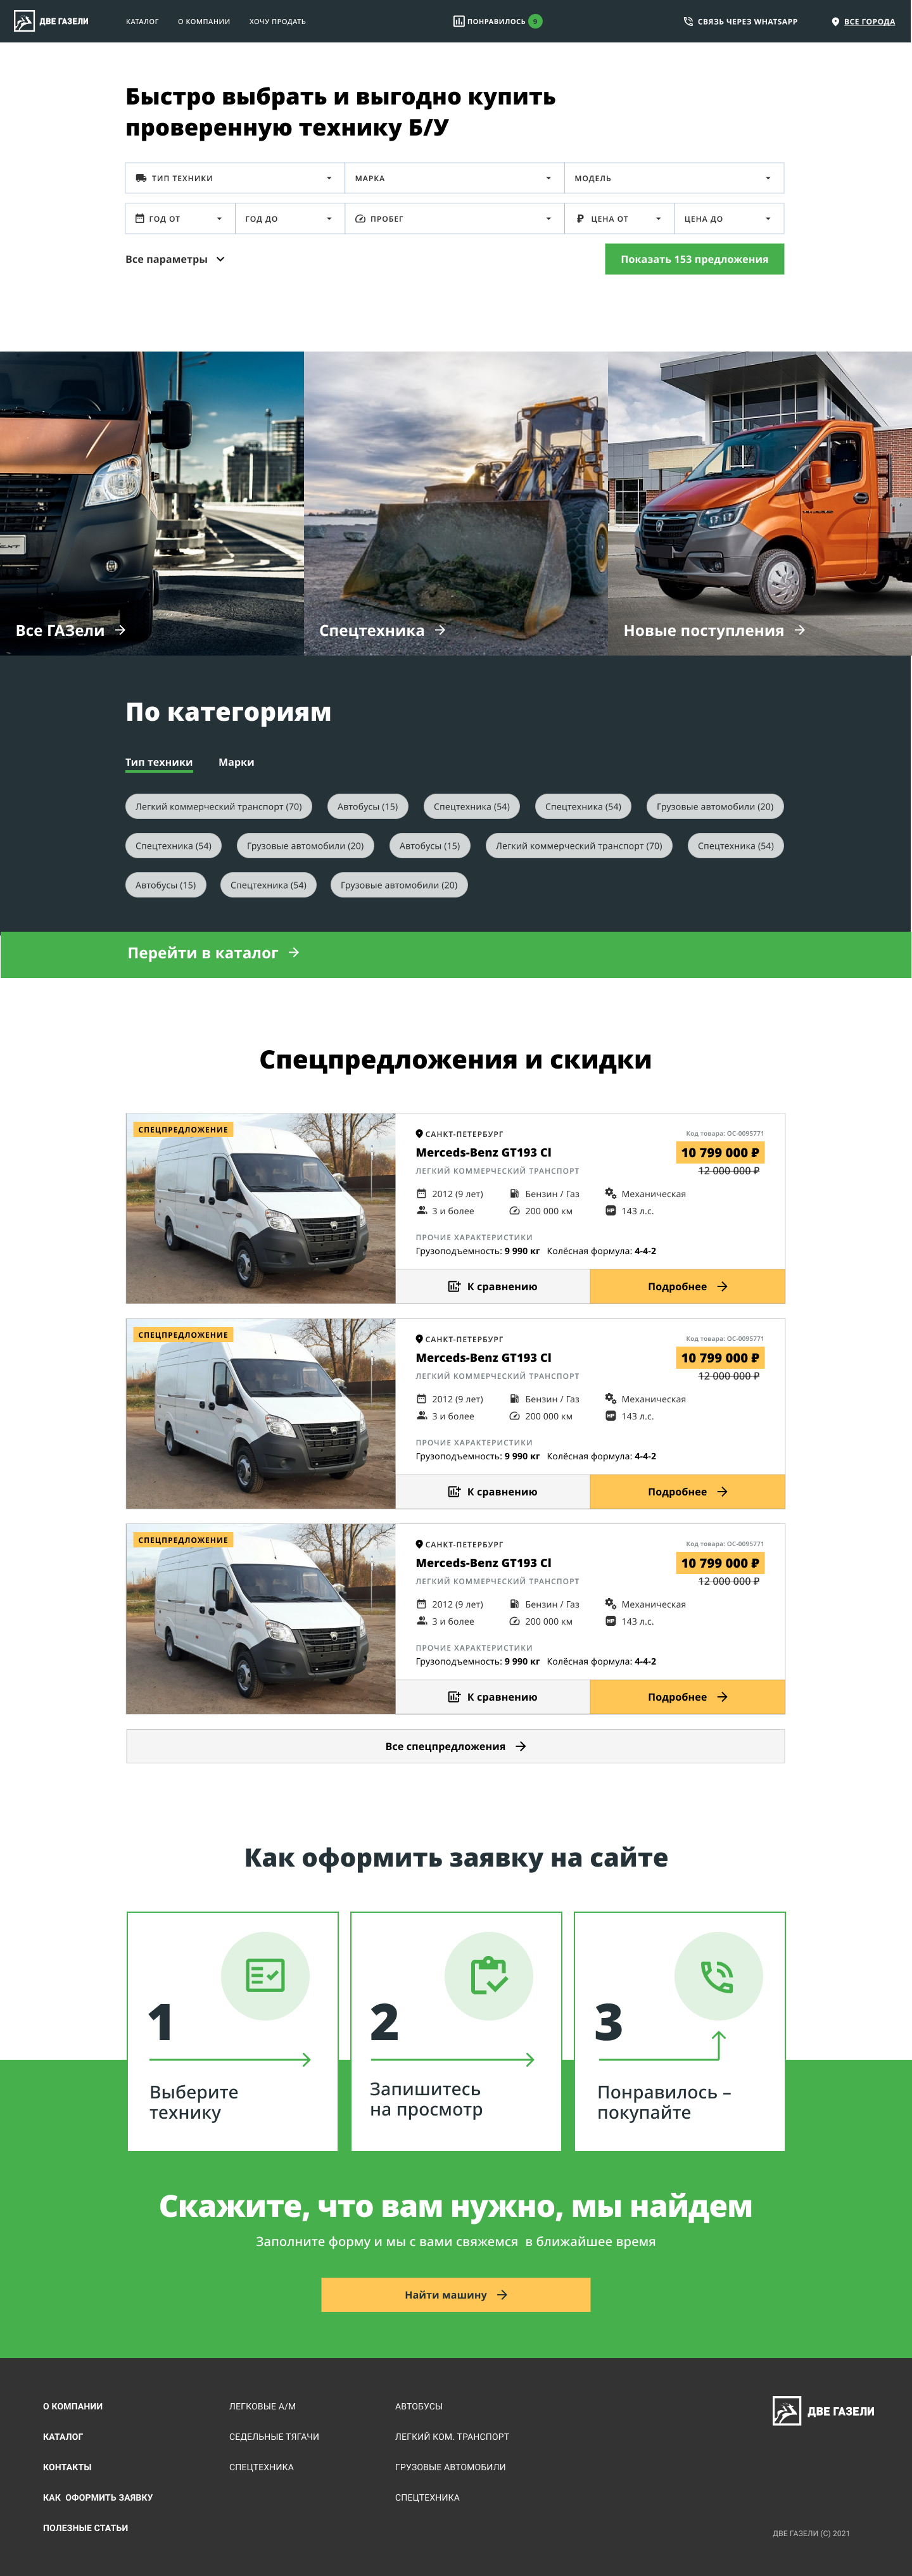 ДВЕ ГАЗЕЛИ
КАТАЛОГ
О КОМПАНИИ
ХОЧУ ПРОДАТЬ
ПОНРАВИЛОСЬ 9
СВЯЗЬ ЧЕРЕЗ WHATSAPP
ВСЕ ГОРОДА
Быстро выбрать и выгодно купить
проверенную технику Б/У
ТИП ТЕХНИКИ
МАРКА
МОДЕЛЬ
ГОД ОТ
ГОД ДО
ПРОБЕГ
₽ ЦЕНА ОТ
ЦЕНА ДО
Все параметры
Показать 153 предложения
Все ГАЗели
Спецтехника
Новые поступления
По категориям
Тип техники
Марки
Легкий коммерческий транспорт (70)
Автобусы (15)
Спецтехника (54)
Спецтехника (54)
Грузовые автомобили (20)
Спецтехника (54)
Грузовые автомобили (20)
Автобусы (15)
Легкий коммерческий транспорт (70)
Спецтехника (54)
Автобусы (15)
Спецтехника (54)
Грузовые автомобили (20)
Перейти в каталог
Спецпредложения и скидки
СПЕЦПРЕДЛОЖЕНИЕ
САНКТ-ПЕТЕРБУРГ
Код товара: ОС-0095771
Merceds-Benz GT193 Cl
10 799 000 ₽
ЛЕГКИЙ КОММЕРЧЕСКИЙ ТРАНСПОРТ
12 000 000 ₽
2012 (9 лет)
Бензин / Газ
Механическая
3 и более
200 000 км
HP 143 л.с.
ПРОЧИЕ ХАРАКТЕРИСТИКИ
Грузоподъемность: 9 990 кг Колёсная формула: 4-4-2
К сравнению
Подробнее
СПЕЦПРЕДЛОЖЕНИЕ
САНКТ-ПЕТЕРБУРГ
Код товара: ОС-0095771
Merceds-Benz GT193 Cl
10 799 000 ₽
ЛЕГКИЙ КОММЕРЧЕСКИЙ ТРАНСПОРТ
12 000 000 ₽
2012 (9 лет)
Бензин / Газ
Механическая
3 и более
200 000 км
HP 143 л.с.
ПРОЧИЕ ХАРАКТЕРИСТИКИ
Грузоподъемность: 9 990 кг Колёсная формула: 4-4-2
К сравнению
Подробнее
СПЕЦПРЕДЛОЖЕНИЕ
САНКТ-ПЕТЕРБУРГ
Код товара: ОС-0095771
Merceds-Benz GT193 Cl
10 799 000 ₽
ЛЕГКИЙ КОММЕРЧЕСКИЙ ТРАНСПОРТ
12 000 000 ₽
2012 (9 лет)
Бензин / Газ
Механическая
3 и более
200 000 км
HP 143 л.с.
ПРОЧИЕ ХАРАКТЕРИСТИКИ
Грузоподъемность: 9 990 кг Колёсная формула: 4-4-2
К сравнению
Подробнее
Все спецпредложения
Как оформить заявку на сайте
1
Выберите
технику
2
Запишитесь
на просмотр
3
Понравилось –
покупайте
Скажите, что вам нужно, мы найдем
Заполните форму и мы с вами свяжемся в ближайшее время
Найти машину
О КОМПАНИИ
КАТАЛОГ
КОНТАКТЫ
КАК ОФОРМИТЬ ЗАЯВКУ
ПОЛЕЗНЫЕ СТАТЬИ
ЛЕГКОВЫЕ А/М
СЕДЕЛЬНЫЕ ТЯГАЧИ
СПЕЦТЕХНИКА
АВТОБУСЫ
ЛЕГКИЙ КОМ. ТРАНСПОРТ
ГРУЗОВЫЕ АВТОМОБИЛИ
СПЕЦТЕХНИКА
ДВЕ ГАЗЕЛИ
ДВЕ ГАЗЕЛИ (С) 2021